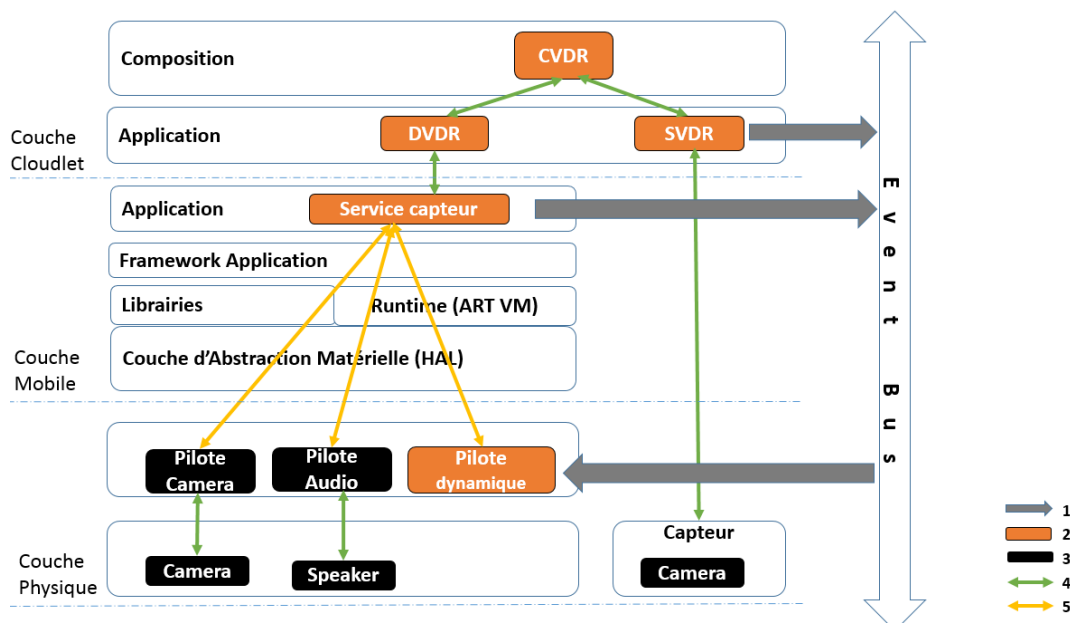 Composition
CVDR
Couche
Cloudlet
Application
DVDR
SVDR
Application
Service capteur
Framework Application
Librairies
Runtime (ART VM)
Couche
Mobile
Couche d'Abstraction Matérielle (HAL)
Pilote
Camera
Pilote
Audio
Pilote
dynamique
Couche
Physique
Camera
Speaker
Capteur
Camera
Event Bus
1
2
3
4
5